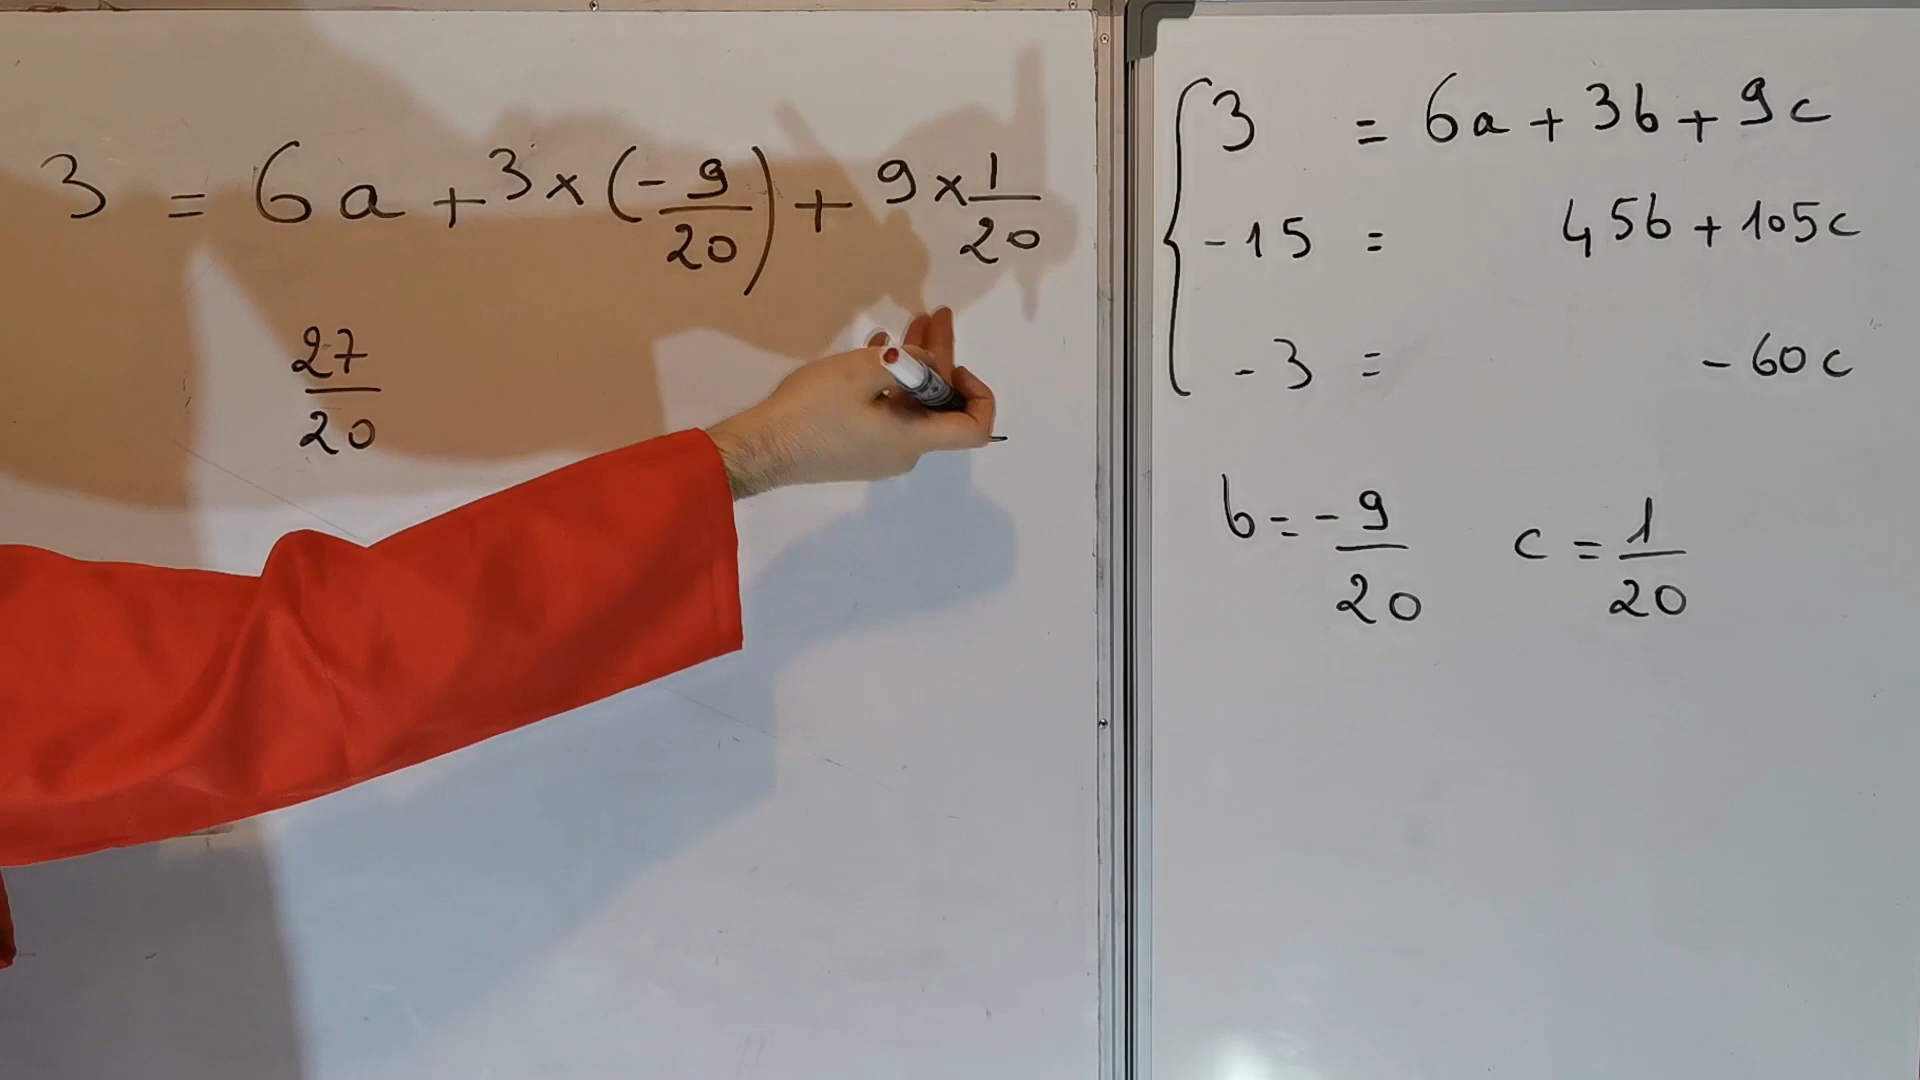 3 = 6a + 3 × (-9/20) + 9 × 1/20
27/20
3 = 6a + 3b + 9c
-15 = 45b + 105c
-3 = -60c
b = -9/20 c = 1/20